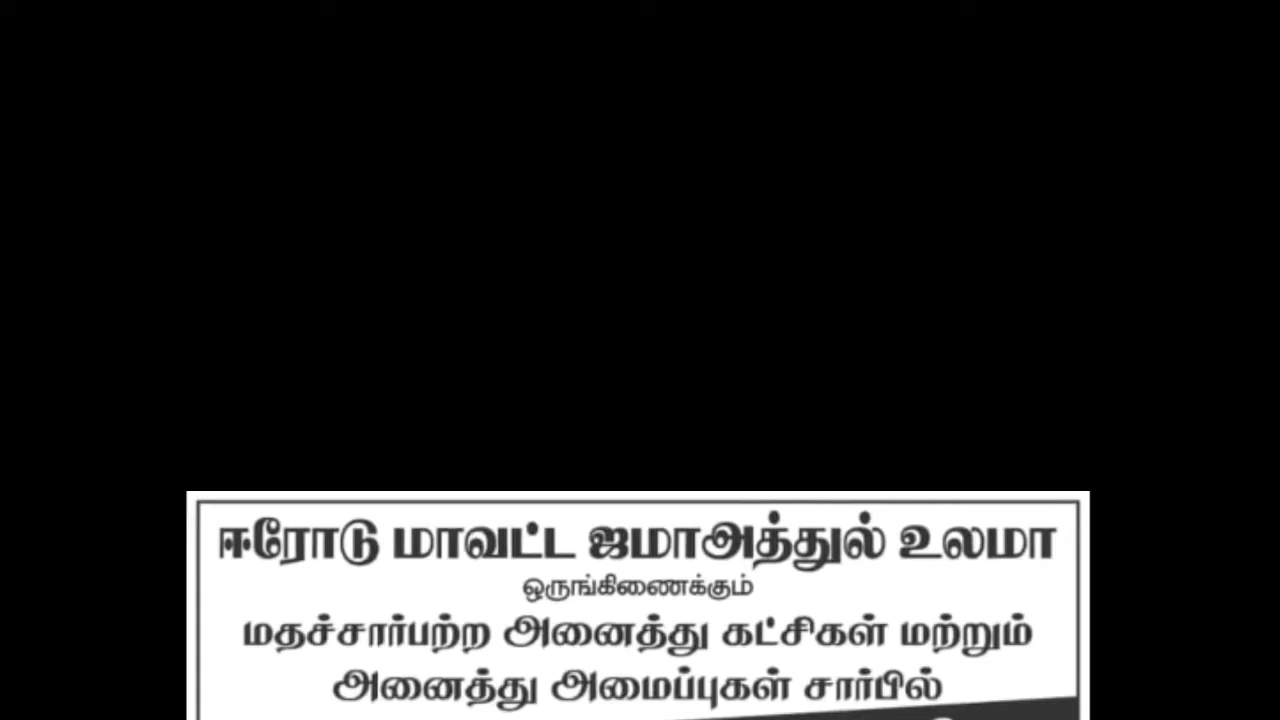 ஈரோடு மாவட்ட ஜமாஅத்துல் உலமா
ஒருங்கிணைக்கும்
மதச்சார்பற்ற அனைத்து கட்சிகள் மற்றும்
அனைத்து அமைப்புகள் சார்பில்